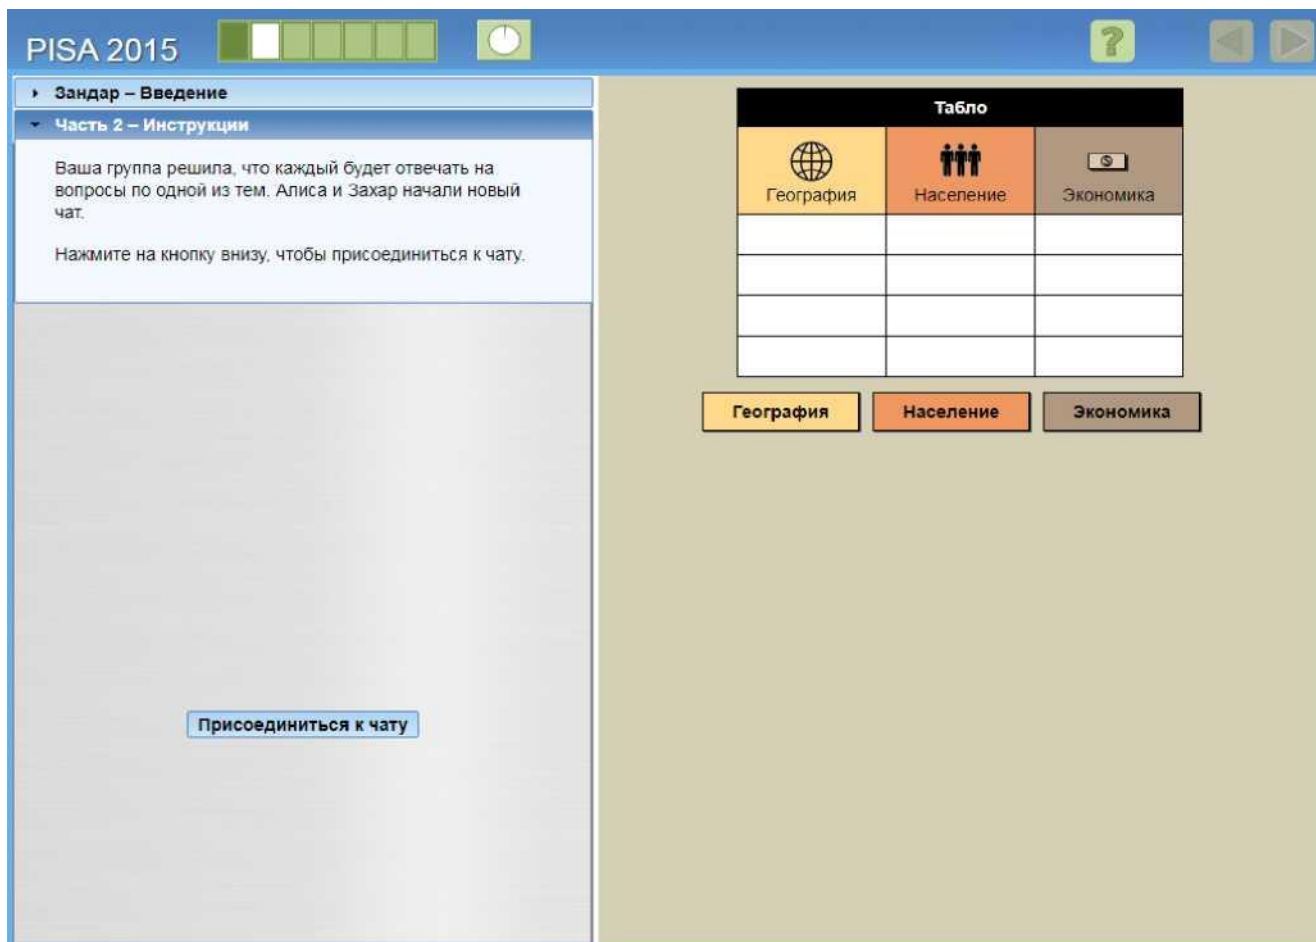 PISA 2015
?
Зандар – Введение
Часть 2 – Инструкции
Ваша группа решила, что каждый будет отвечать на
вопросы по одной из тем. Алиса и Захар начали новый
чат.
Нажмите на кнопку внизу, чтобы присоединиться к чату.
Присоединиться к чату
Табло
География Население Экономика
География Население Экономика